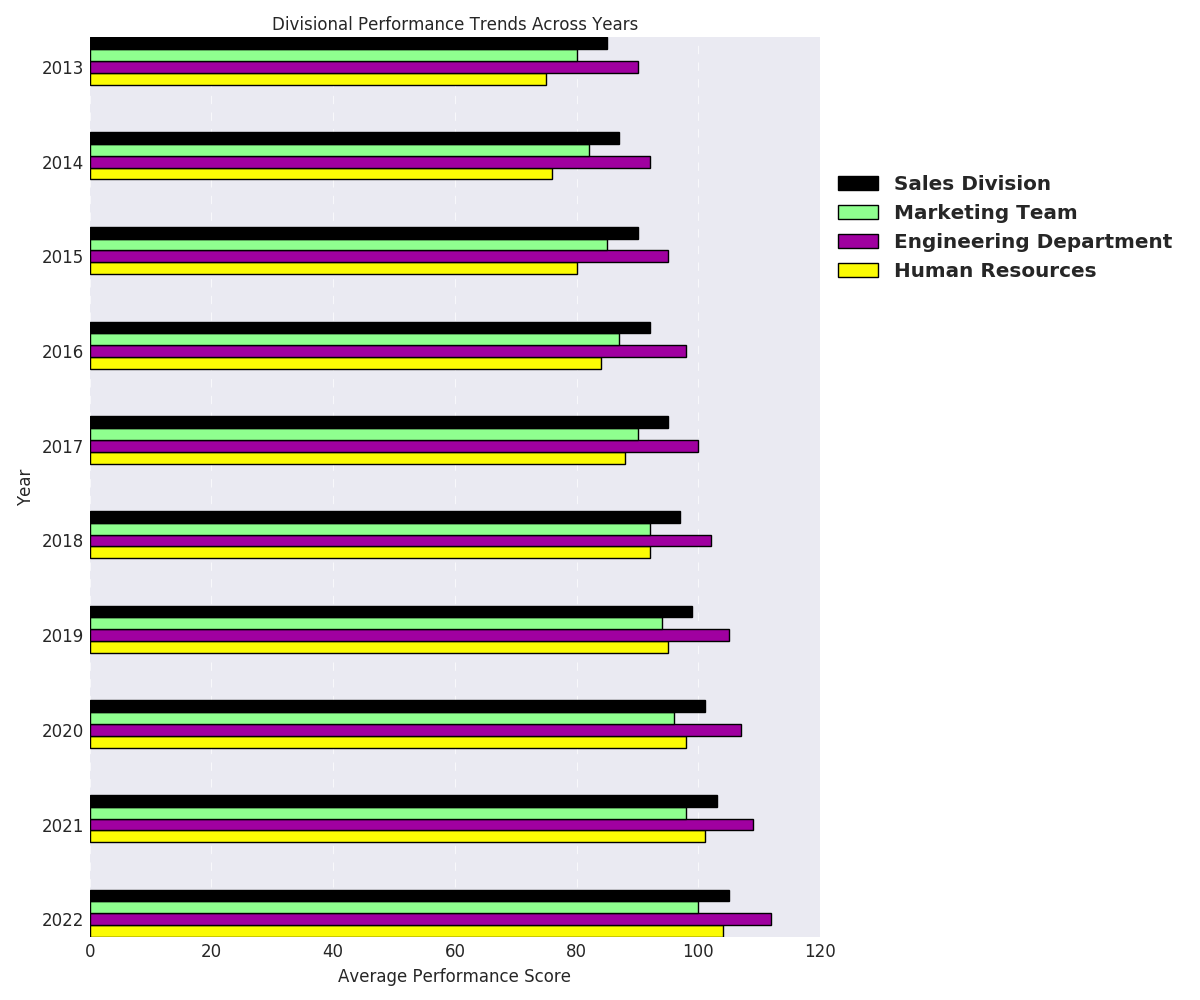 Divisional Performance Trends Across Years
2013
2014
2015
2016
2017
2018
2019
2020
2021
2022
Year
0 20 40 60 80 100 120
Average Performance Score
Sales Division
Marketing Team
Engineering Department
Human Resources